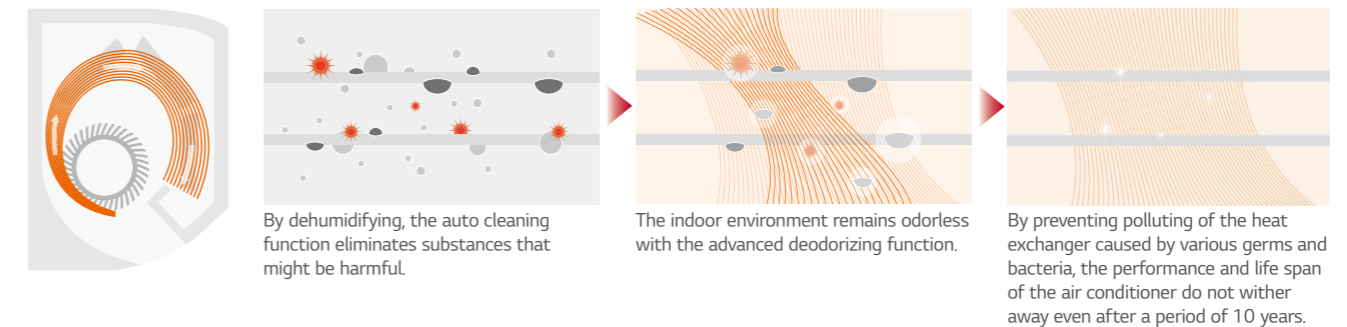 By dehumidifying, the auto cleaning
function eliminates substances that
might be harmful.
The indoor environment remains odorless
with the advanced deodorizing function.
By preventing polluting of the heat
exchanger caused by various germs and
bacteria, the performance and life span
of the air conditioner do not wither
away even after a period of 10 years.